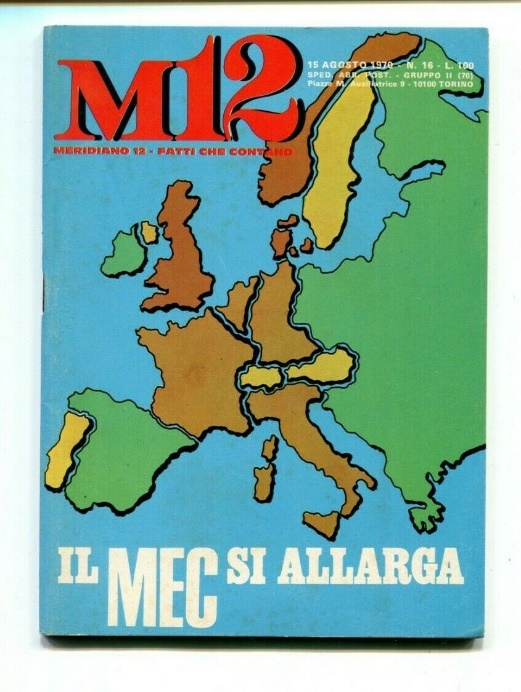 M12
MERIDIANO 12 - FATTI CHE CONTANO
15 AGOSTO 1970 - N. 16 - L. 100
SPED. ABB. POST. - GRUPPO II (70)
Piazza M. Ausiliatrice 9 - 10100 TORINO
IL MEC SI ALLARGA